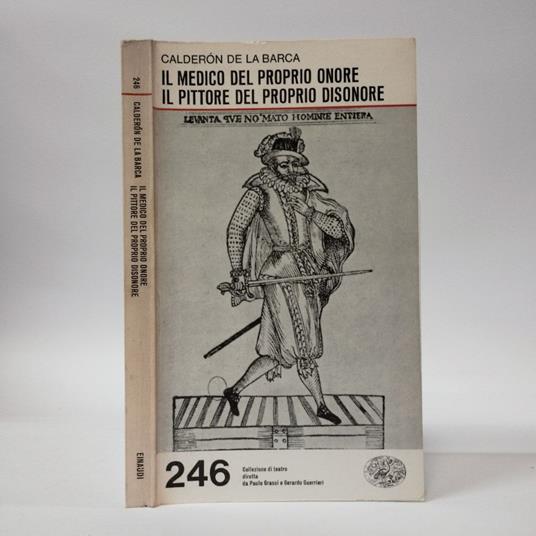 CALDERÓN DE LA BARCA
IL MEDICO DEL PROPRIO ONORE
IL PITTORE DEL PROPRIO DISONORE
LEVANTA QVE NO MATO HOMBRE ENTIERA
246
Collezione di teatro
diretta
da Paolo Grassi e Gerardo Guerrieri
246
CALDERÓN DE LA BARCA
IL MEDICO DEL PROPRIO ONORE
IL PITTORE DEL PROPRIO DISONORE
EINAUDI